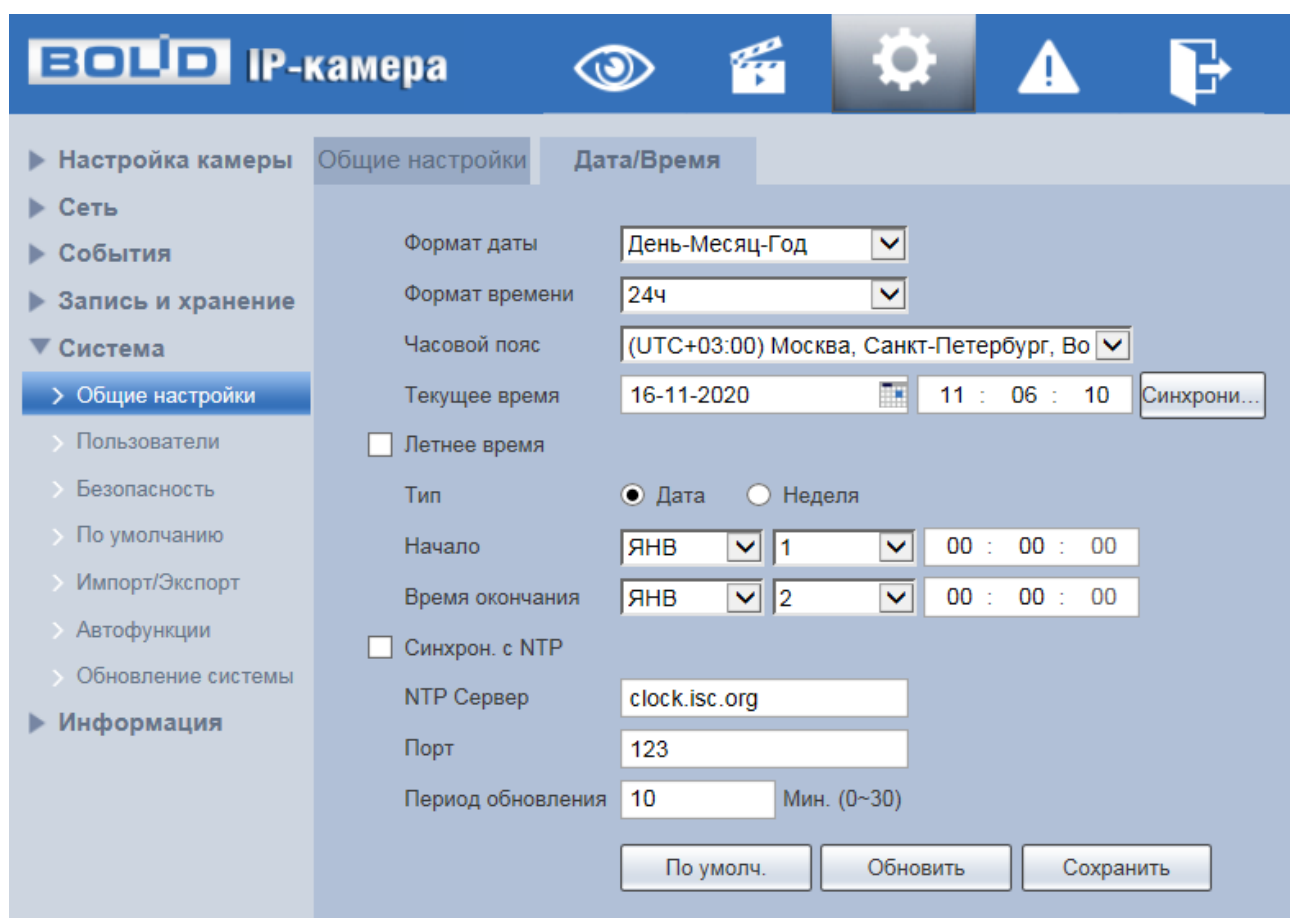 BOLID IP-камера
Настройка камеры
Сеть
События
Запись и хранение
Система
Общие настройки
Пользователи
Безопасность
По умолчанию
Импорт/Экспорт
Автофункции
Обновление системы
Информация
Общие настройки Дата/Время
Формат даты День-Месяц-Год
Формат времени 24ч
Часовой пояс (UTC+03:00) Москва, Санкт-Петербург, Во
Текущее время 16-11-2020 11 : 06 : 10 Синхрони...
Летнее время
Тип Дата Неделя
Начало ЯНВ 1 00 : 00 : 00
Время окончания ЯНВ 2 00 : 00 : 00
Синхрон. с NTP
NTP Сервер clock.isc.org
Порт 123
Период обновления 10 Мин. (0~30)
По умолч. Обновить Сохранить